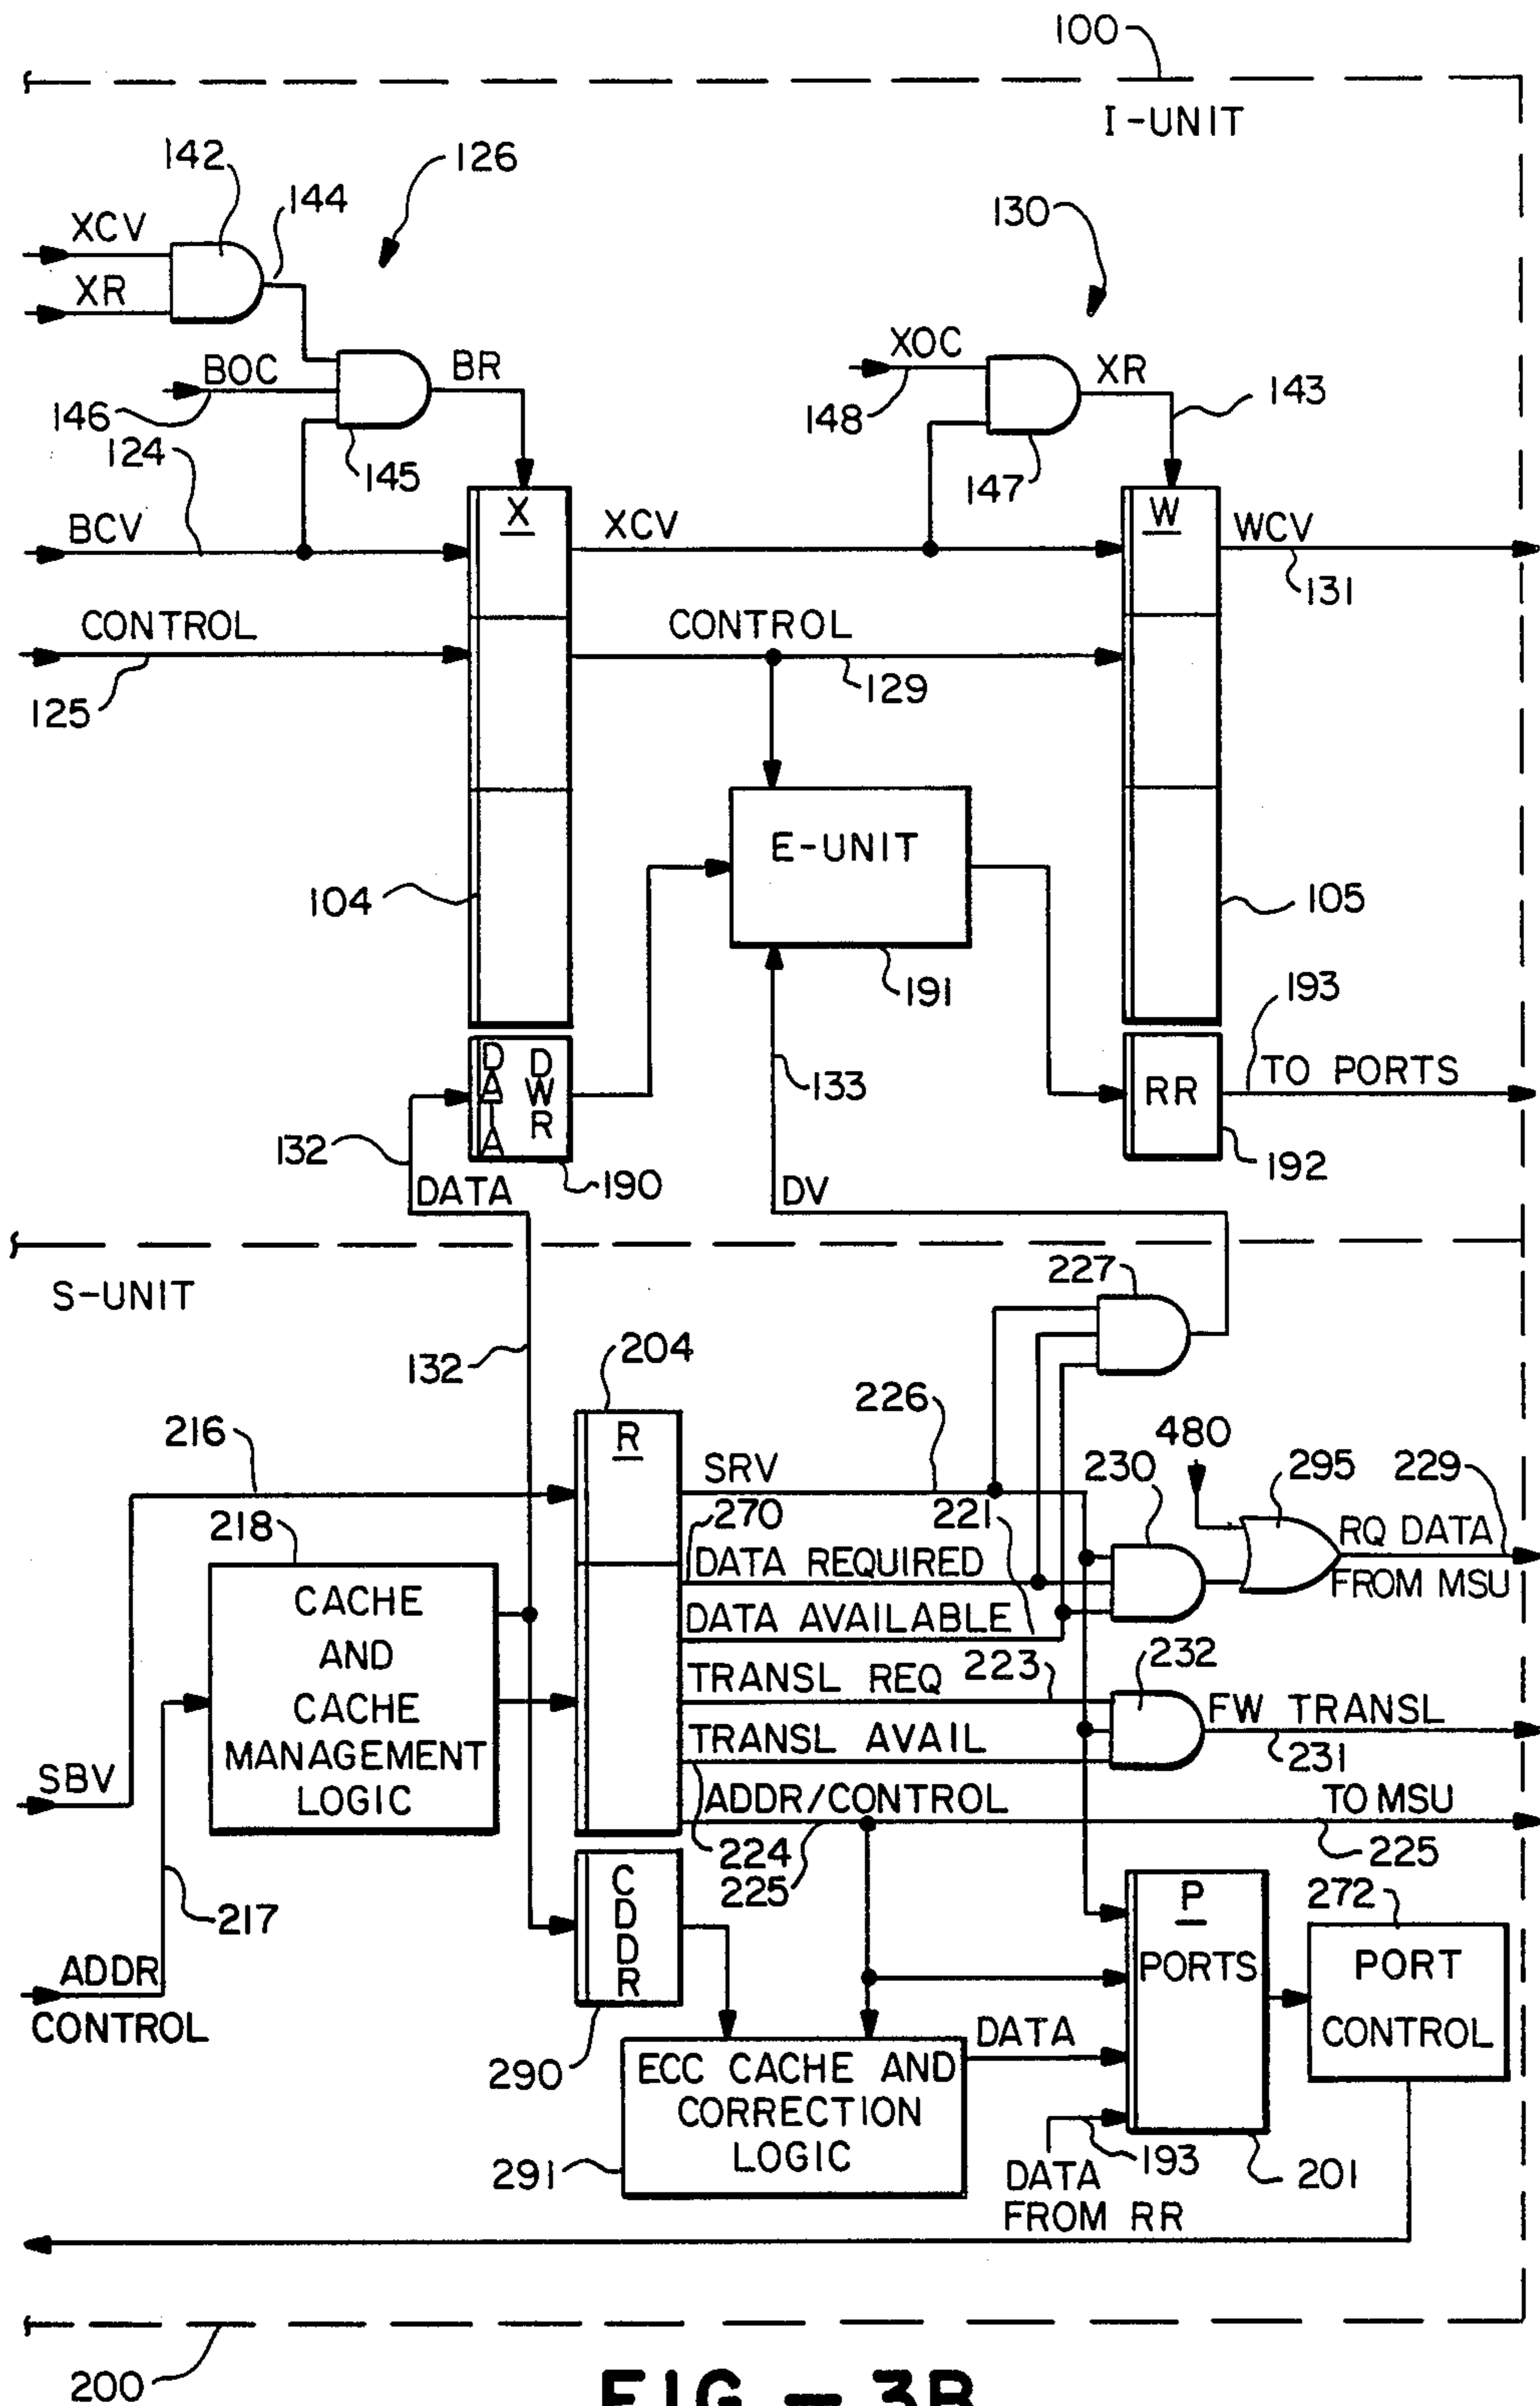 100
I-UNIT
142
126
144
XCV
130
XR
XOC
BOC
BR
XR
146
148
143
124
145
147
X
W
BCV
XCV
WCV
131
CONTROL
CONTROL
125
129
E-UNIT
104
105
191
193
DATA
DWR
133
RR
TO PORTS
132
190
192
DATA
DV
S-UNIT
227
132
204
226
216
R
480
SRV
230
295
229
218
270
221
RQ DATA
FROM MSU
CACHE
AND
CACHE
MANAGEMENT
LOGIC
DATA REQUIRED
DATA AVAILABLE
TRANSL REQ
223
232
TRANSL AVAIL
FW TRANSL
231
SBV
ADDR/CONTROL
TO MSU
224
225
225
217
CDDR
P
PORTS
272
PORT
CONTROL
ADDR
CONTROL
DATA
290
ECC CACHE AND
CORRECTION
LOGIC
291
193
201
DATA
FROM RR
200
FIG-3B